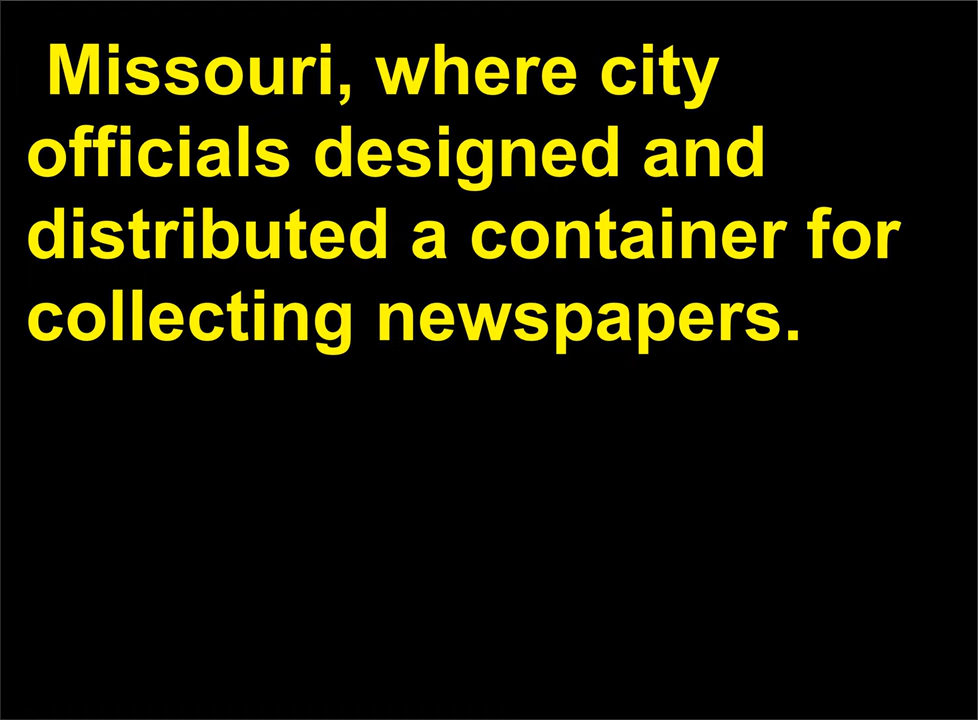 Missouri, where city
officials designed and
distributed a container for
collecting newspapers.